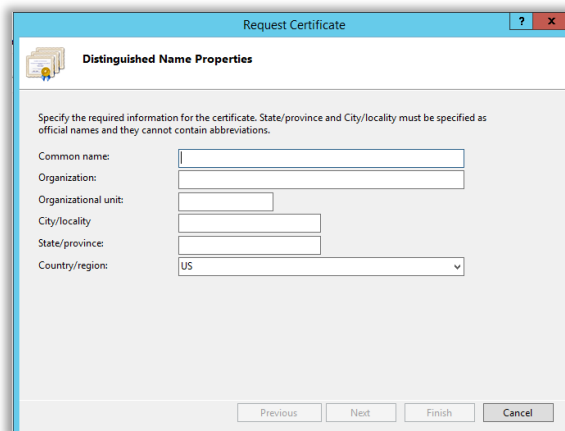 Request Certificate
? x
Distinguished Name Properties
Specify the required information for the certificate. State/province and City/locality must be specified as
official names and they cannot contain abbreviations.
Common name:
Organization:
Organizational unit:
City/locality
State/province:
Country/region: US
Previous Next Finish Cancel